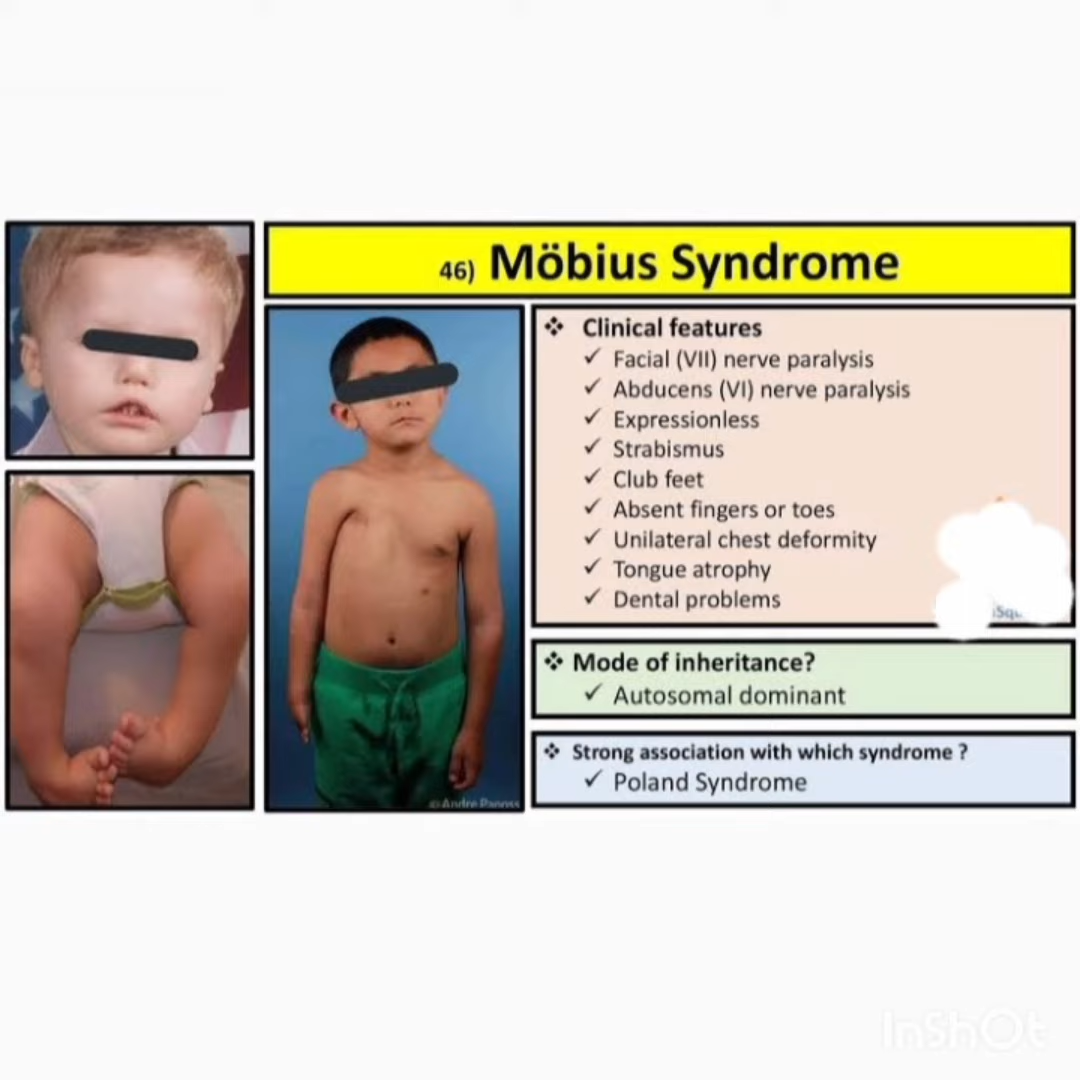 46) Möbius Syndrome
❖ Clinical features
✓ Facial (VII) nerve paralysis
✓ Abducens (VI) nerve paralysis
✓ Expressionless
✓ Strabismus
✓ Club feet
✓ Absent fingers or toes
✓ Unilateral chest deformity
✓ Tongue atrophy
✓ Dental problems
❖ Mode of inheritance?
✓ Autosomal dominant
❖ Strong association with which syndrome ?
✓ Poland Syndrome
InShOt